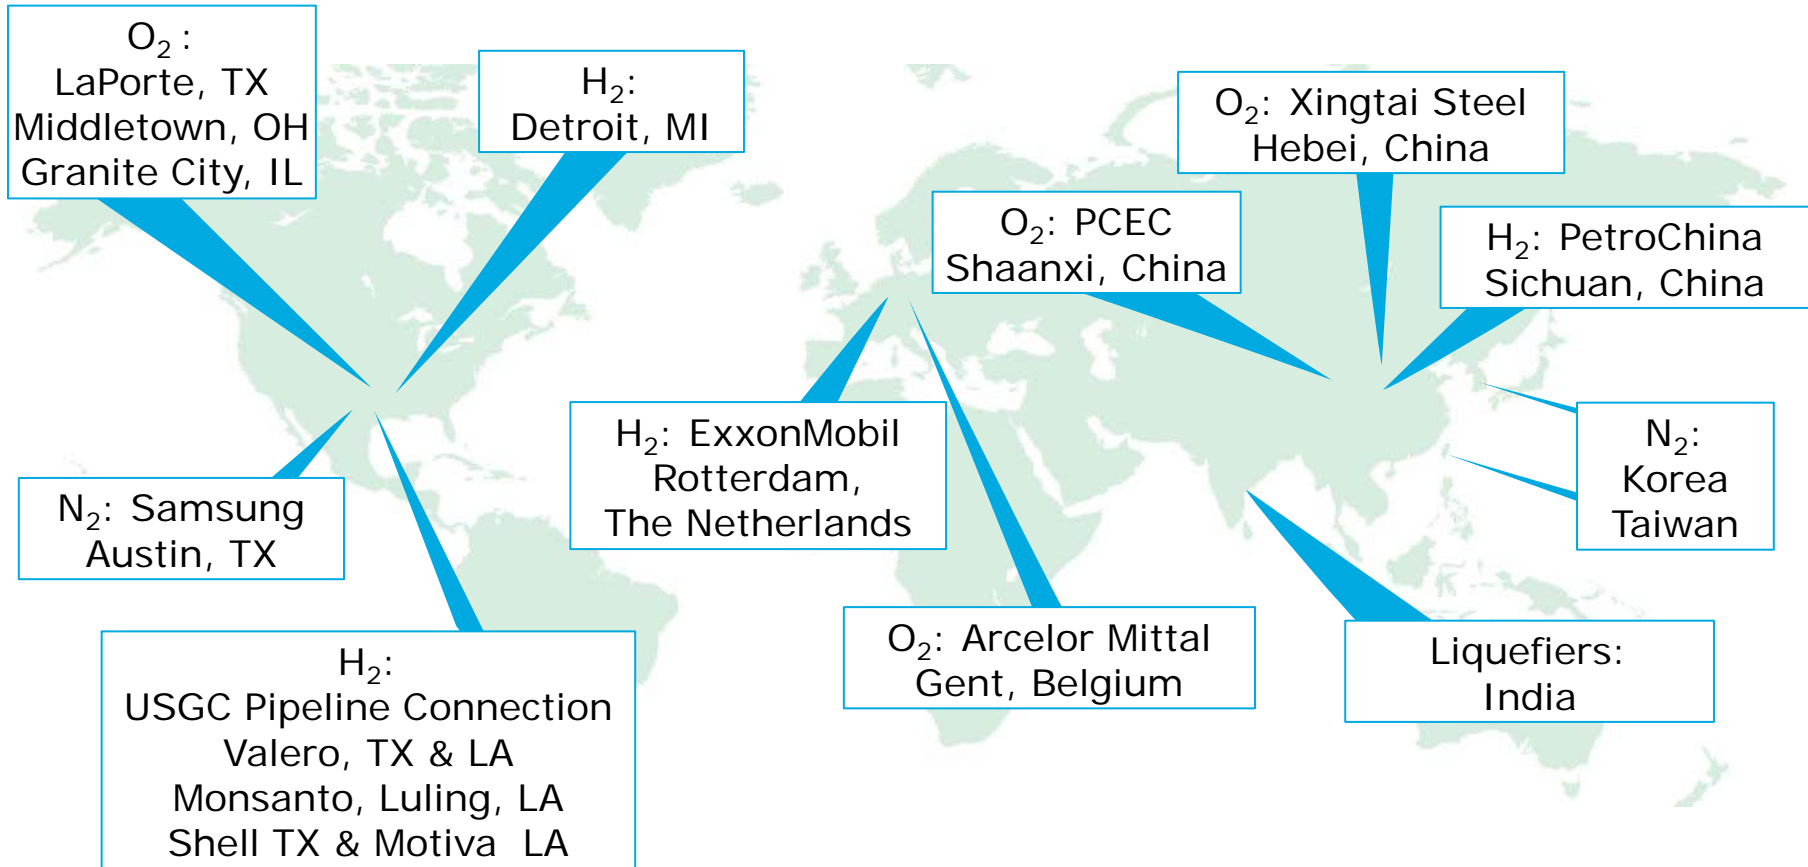 O₂ :
LaPorte, TX
Middletown, OH
Granite City, IL
H₂:
Detroit, MI
O₂: Xingtai Steel
Hebei, China
O₂: PCEC
Shaanxi, China
H₂: PetroChina
Sichuan, China
H₂: ExxonMobil
Rotterdam,
The Netherlands
N₂:
Korea
Taiwan
N₂: Samsung
Austin, TX
O₂: Arcelor Mittal
Gent, Belgium
Liquefiers:
India
H₂:
USGC Pipeline Connection
Valero, TX & LA
Monsanto, Luling, LA
Shell TX & Motiva LA